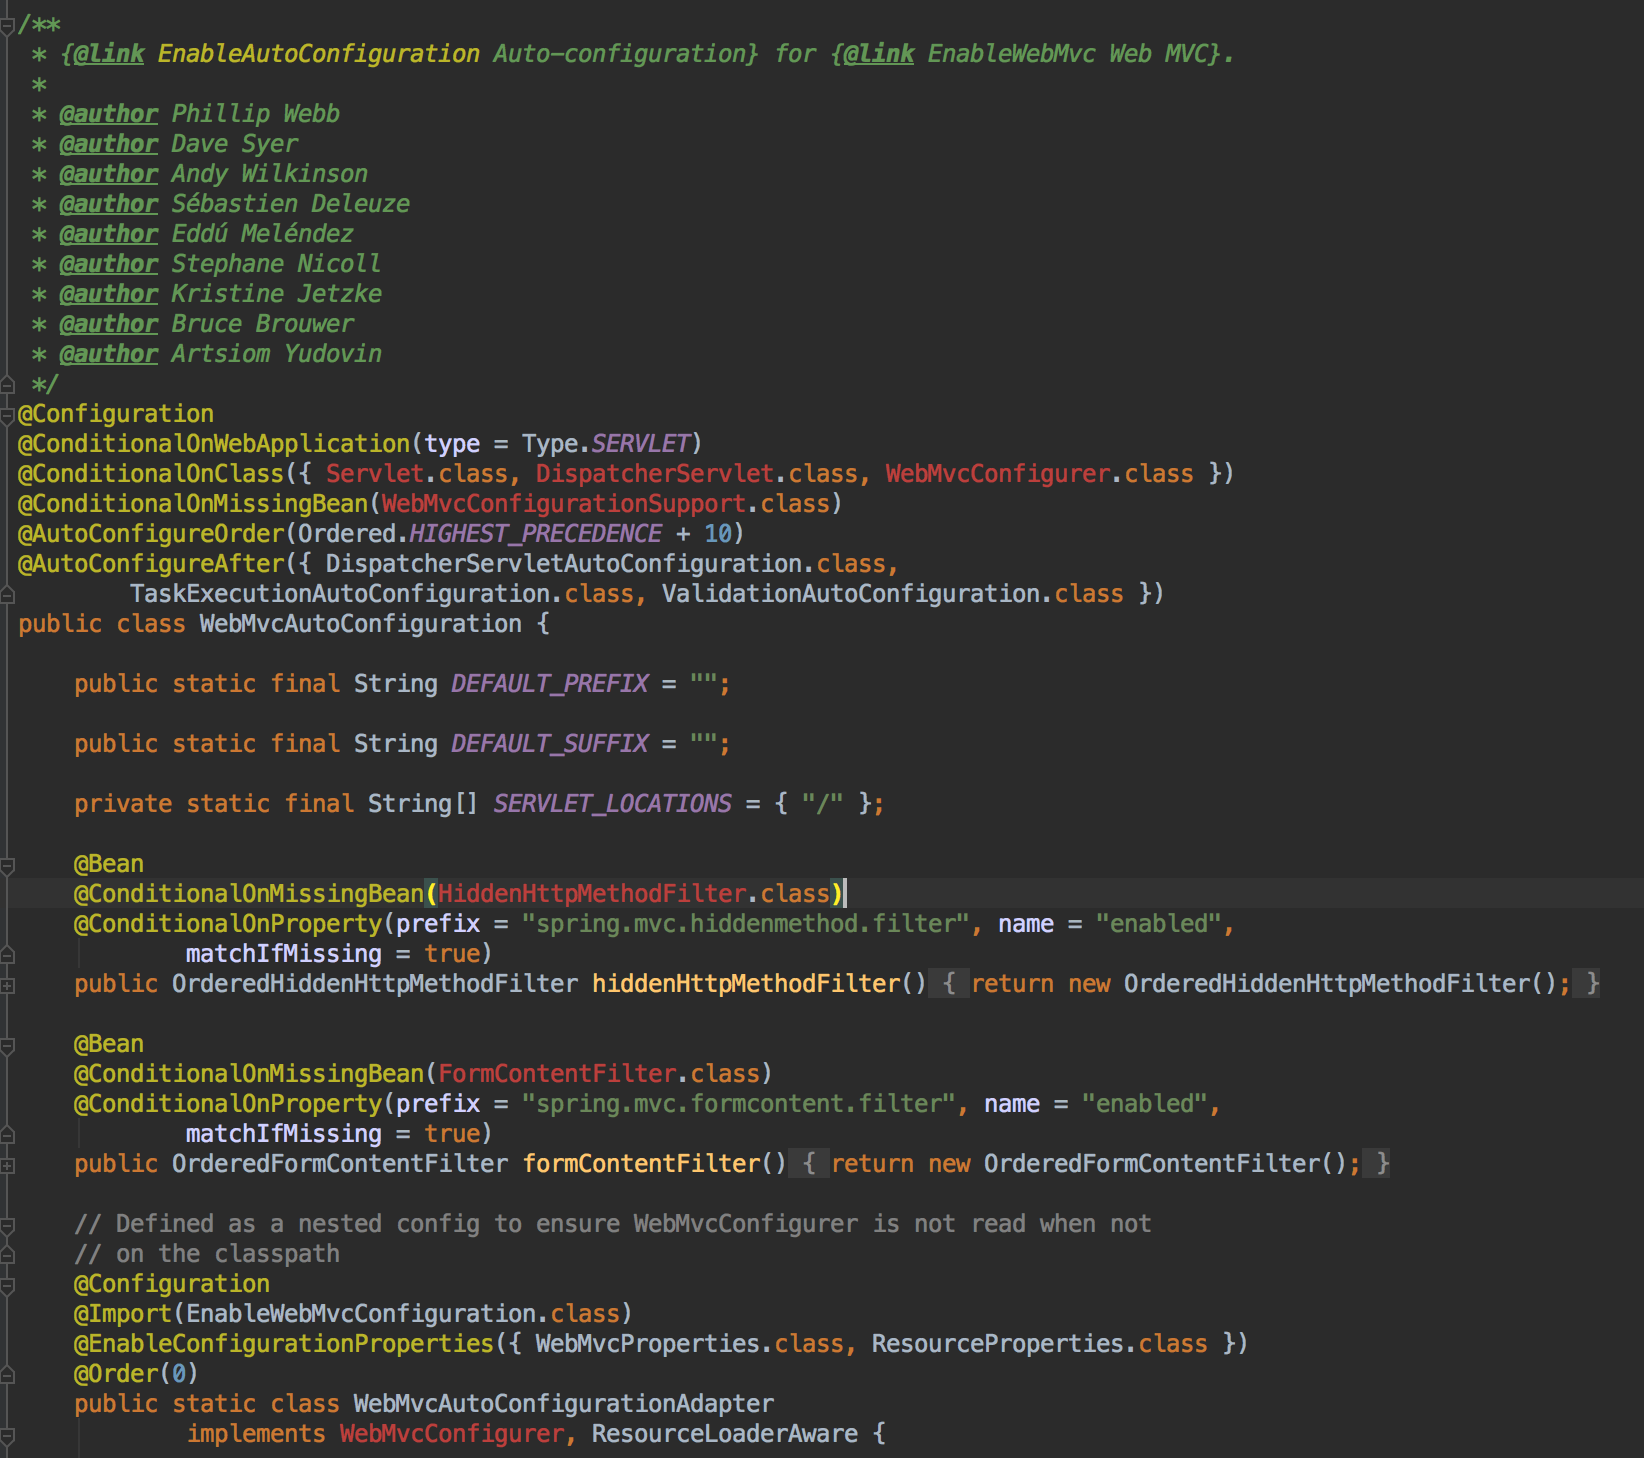 /**
 * {@link EnableAutoConfiguration Auto-configuration} for {@link EnableWebMvc Web MVC}.
 *
 * @author Phillip Webb
 * @author Dave Syer
 * @author Andy Wilkinson
 * @author Sébastien Deleuze
 * @author Eddú Meléndez
 * @author Stephane Nicoll
 * @author Kristine Jetzke
 * @author Bruce Brouwer
 * @author Artsiom Yudovin
 */
@Configuration
@ConditionalOnWebApplication(type = Type.SERVLET)
@ConditionalOnClass({ Servlet.class, DispatcherServlet.class, WebMvcConfigurer.class })
@ConditionalOnMissingBean(WebMvcConfigurationSupport.class)
@AutoConfigureOrder(Ordered.HIGHEST_PRECEDENCE + 10)
@AutoConfigureAfter({ DispatcherServletAutoConfiguration.class,
        TaskExecutionAutoConfiguration.class, ValidationAutoConfiguration.class })
public class WebMvcAutoConfiguration {

    public static final String DEFAULT_PREFIX = "";

    public static final String DEFAULT_SUFFIX = "";

    private static final String[] SERVLET_LOCATIONS = { "/" };

    @Bean
    @ConditionalOnMissingBean(HiddenHttpMethodFilter.class)
    @ConditionalOnProperty(prefix = "spring.mvc.hiddenmethod.filter", name = "enabled",
            matchIfMissing = true)
    public OrderedHiddenHttpMethodFilter hiddenHttpMethodFilter() { return new OrderedHiddenHttpMethodFilter(); }

    @Bean
    @ConditionalOnMissingBean(FormContentFilter.class)
    @ConditionalOnProperty(prefix = "spring.mvc.formcontent.filter", name = "enabled",
            matchIfMissing = true)
    public OrderedFormContentFilter formContentFilter() { return new OrderedFormContentFilter(); }

    // Defined as a nested config to ensure WebMvcConfigurer is not read when not
    // on the classpath
    @Configuration
    @Import(EnableWebMvcConfiguration.class)
    @EnableConfigurationProperties({ WebMvcProperties.class, ResourceProperties.class })
    @Order(0)
    public static class WebMvcAutoConfigurationAdapter
            implements WebMvcConfigurer, ResourceLoaderAware {